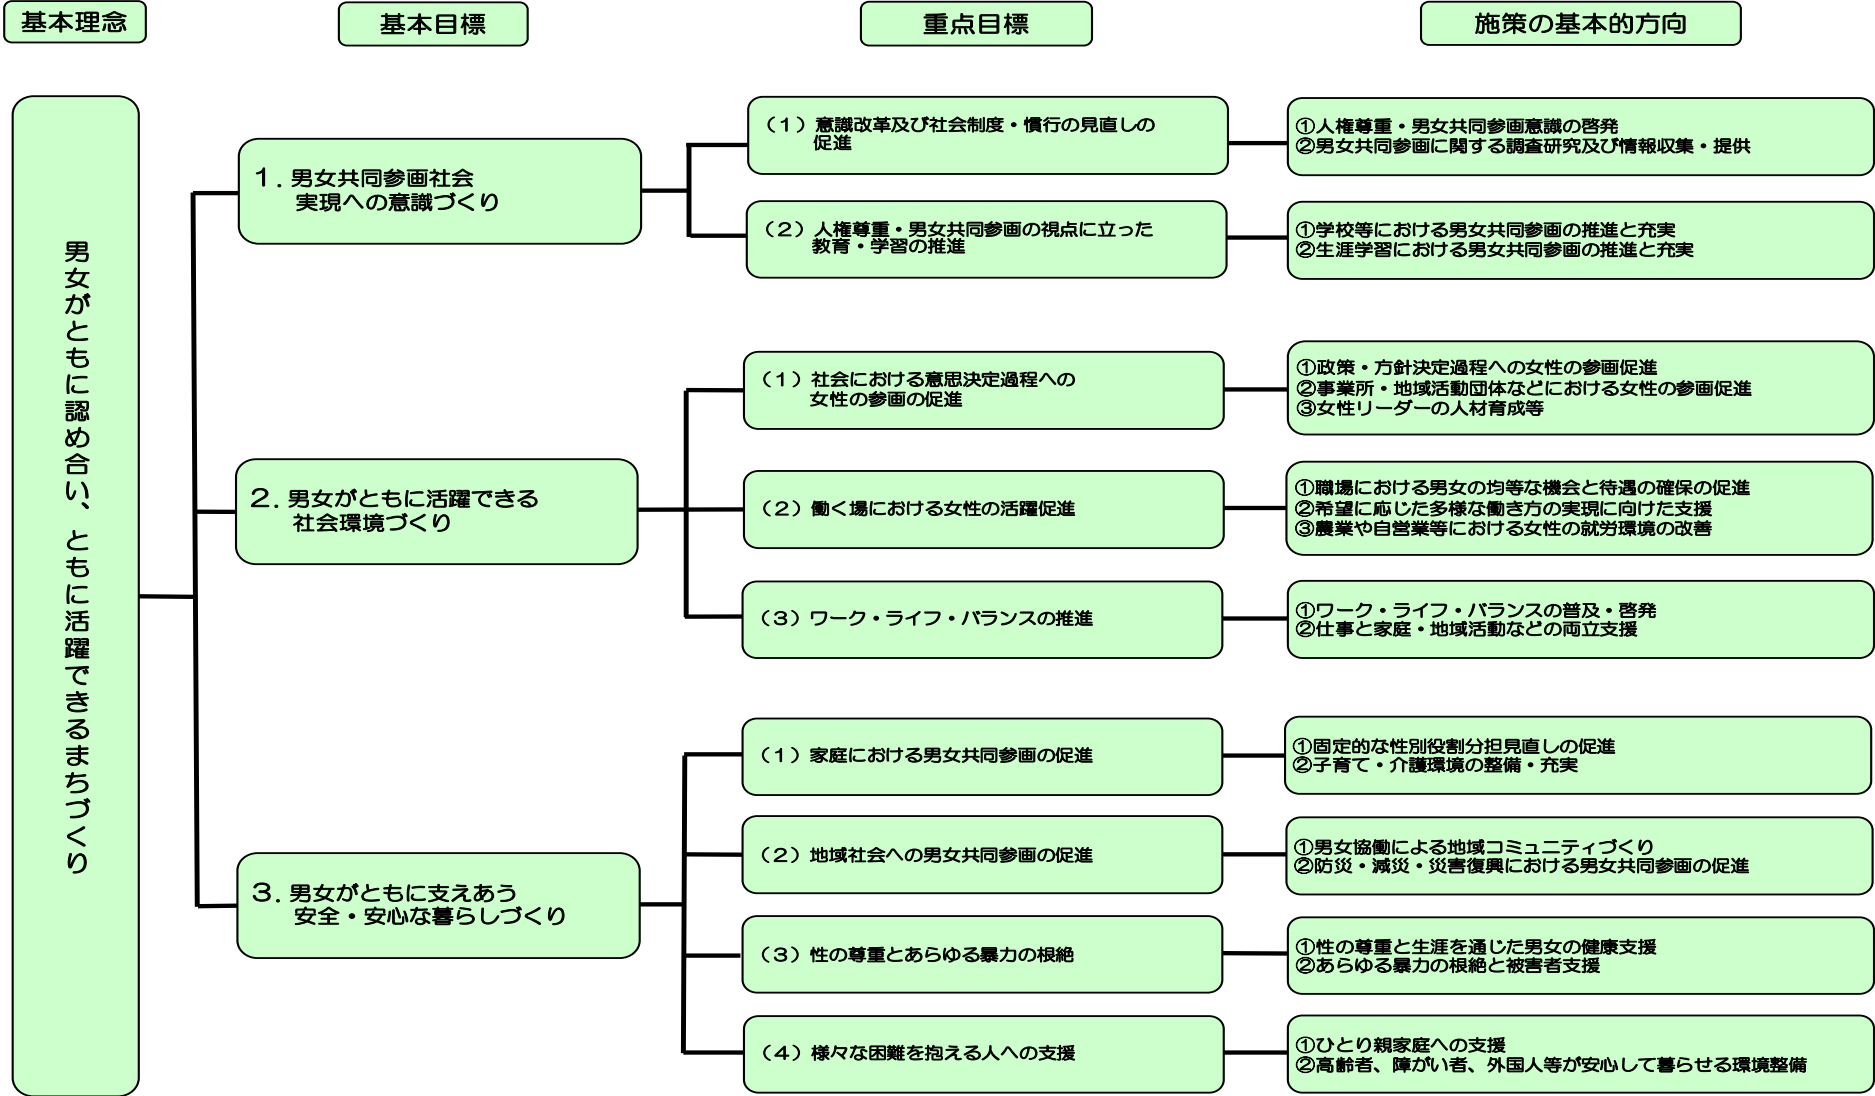 基本理念
基本目標
重点目標
施策の基本的方向
男女がともに認め合い、ともに活躍できるまちづくり
1.男女共同参画社会
実現への意識づくり
（1）意識改革及び社会制度・慣行の見直しの
促進
①人権尊重・男女共同参画意識の啓発
②男女共同参画に関する調査研究及び情報収集・提供
（2）人権尊重・男女共同参画の視点に立った
教育・学習の推進
①学校等における男女共同参画の推進と充実
②生涯学習における男女共同参画の推進と充実
2.男女がともに活躍できる
社会環境づくり
（1）社会における意思決定過程への
女性の参画の促進
①政策・方針決定過程への女性の参画促進
②事業所・地域活動団体などにおける女性の参画促進
③女性リーダーの人材育成等
（2）働く場における女性の活躍促進
①職場における男女の均等な機会と待遇の確保の促進
②希望に応じた多様な働き方の実現に向けた支援
③農業や自営業等における女性の就労環境の改善
（3）ワーク・ライフ・バランスの推進
①ワーク・ライフ・バランスの普及・啓発
②仕事と家庭・地域活動などの両立支援
3.男女がともに支えあう
安全・安心な暮らしづくり
（1）家庭における男女共同参画の促進
①固定的な性別役割分担見直しの促進
②子育て・介護環境の整備・充実
（2）地域社会への男女共同参画の促進
①男女協働による地域コミュニティづくり
②防災・減災・災害復興における男女共同参画の促進
（3）性の尊重とあらゆる暴力の根絶
①性の尊重と生涯を通じた男女の健康支援
②あらゆる暴力の根絶と被害者支援
（4）様々な困難を抱える人への支援
①ひとり親家庭への支援
②高齢者、障がい者、外国人等が安心して暮らせる環境整備